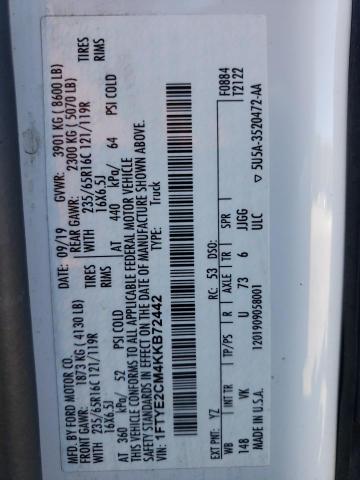 MFD. BY FORD MOTOR CO.
DATE: 09/19 GVWR: 3901 KG ( 8600 LB)
FRONT GAWR: 1873 KG ( 4130 LB) REAR GAWR: 2300 KG ( 5070 LB)
WITH 235/65R16C 121/119R TIRES WITH 235/65R16C 121/119R TIRES
16X6.5J RIMS 16X6.5J RIMS
AT 360 kPa/ 52 PSI COLD AT 440 kPa/ 64 PSI COLD
THIS VEHICLE CONFORMS TO ALL APPLICABLE FEDERAL MOTOR VEHICLE
SAFETY STANDARDS IN EFFECT ON THE DATE OF MANUFACTURE SHOWN ABOVE.
VIN: 1FTYE2CM4KKB72442 TYPE: Truck
F0884
T2122
EXT PNT: YZ RC: 53 DSO:
WB INT TR TP/PS R AXLE TR SPR
148 VK U 73 6 JJGG
MADE IN U.S.A. 1201909058001 ULC
▽ 5U5A-3520472-AA